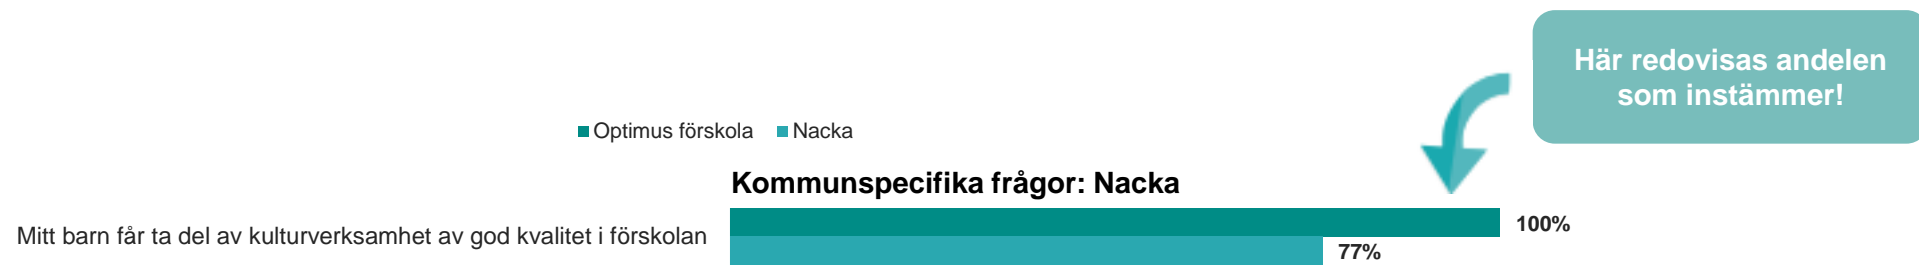 Här redovisas andelen
som instämmer!
Optimus förskola Nacka
Kommunspecifika frågor: Nacka
Mitt barn får ta del av kulturverksamhet av god kvalitet i förskolan
100%
77%